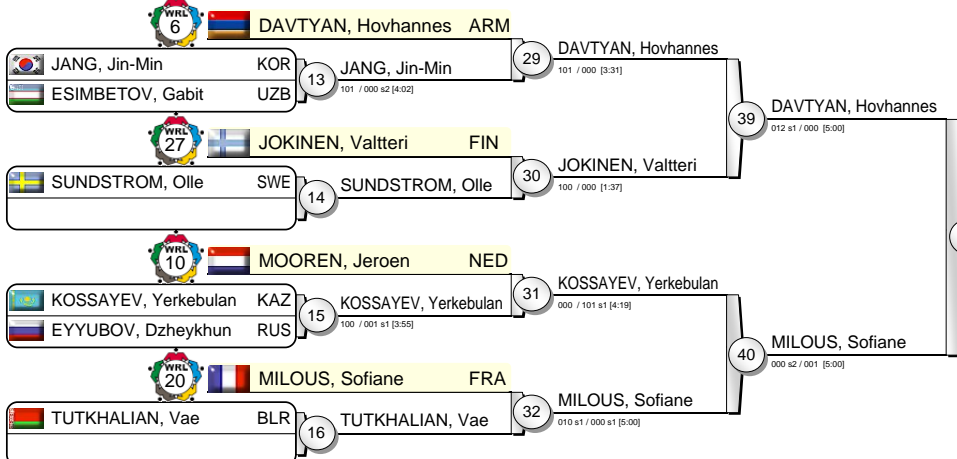 WRL
6
DAVTYAN, Hovhannes ARM
JANG, Jin-Min KOR
ESIMBETOV, Gabit UZB
13
JANG, Jin-Min
101 / 000 s2 [4:02]
29
DAVTYAN, Hovhannes
101 / 000 [3:31]
WRL
27
JOKINEN, Valtteri FIN
SUNDSTROM, Olle SWE
14
SUNDSTROM, Olle
30
JOKINEN, Valtteri
100 / 000 [1:37]
39
DAVTYAN, Hovhannes
012 s1 / 000 [5:00]
WRL
10
MOOREN, Jeroen NED
KOSSAYEV, Yerkebulan KAZ
EYYUBOV, Dzheykhun RUS
15
KOSSAYEV, Yerkebulan
100 / 001 s1 [3:55]
31
KOSSAYEV, Yerkebulan
000 / 101 s1 [4:19]
WRL
20
MILOUS, Sofiane FRA
TUTKHALIAN, Vae BLR
16
TUTKHALIAN, Vae
32
MILOUS, Sofiane
010 s1 / 000 s1 [5:00]
40
MILOUS, Sofiane
000 s2 / 001 [5:00]